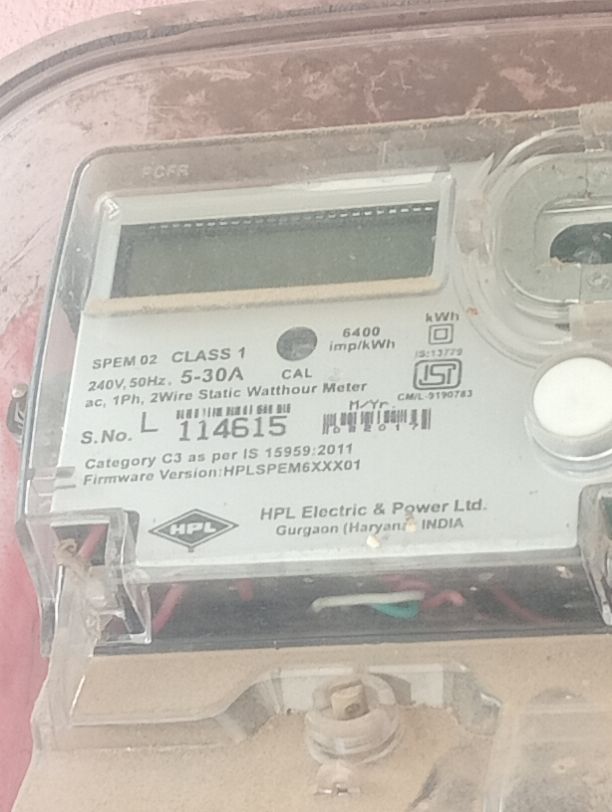 PCFR
kWh
6400
imp/kWh
SPEM 02 CLASS 1
CAL
IS:13779
ISI
240V, 50Hz, 5-30A
CM/L-9190783
ac, 1Ph, 2Wire Static Watthour Meter
M/Yr
S.No. L 114615
Category C3 as per IS 15959:2011
Firmware Version:HPLSPEM6XXX01
HPL
HPL Electric & Power Ltd.
Gurgaon (Haryana) INDIA